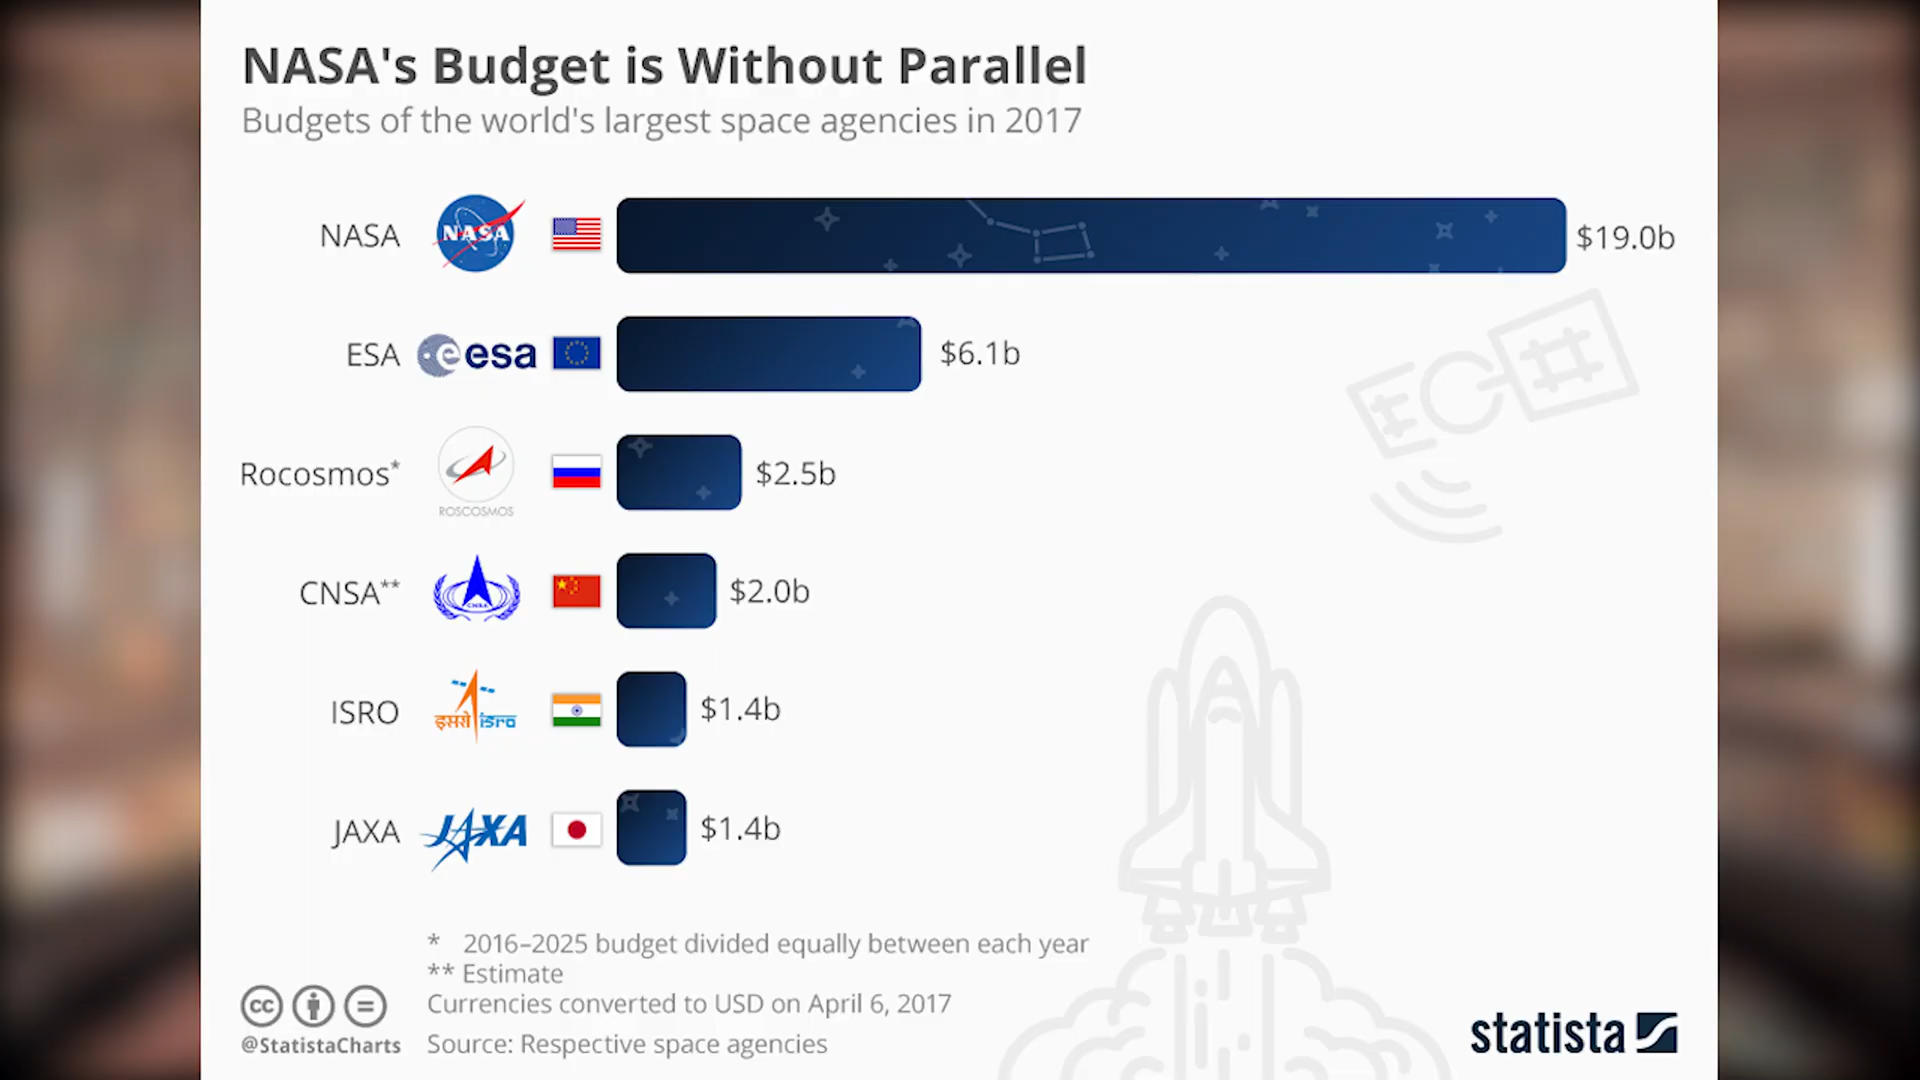 NASA's Budget is Without Parallel
Budgets of the world's largest space agencies in 2017
NASA NASA $19.0b
ESA esa $6.1b
Rocosmos* $2.5b
ROSCOSMOS
CNSA** CNSA $2.0b
ISRO इसरो isro $1.4b
JAXA JAXA $1.4b
* 2016–2025 budget divided equally between each year
** Estimate
Currencies converted to USD on April 6, 2017
Source: Respective space agencies
cc
@StatistaCharts
statista